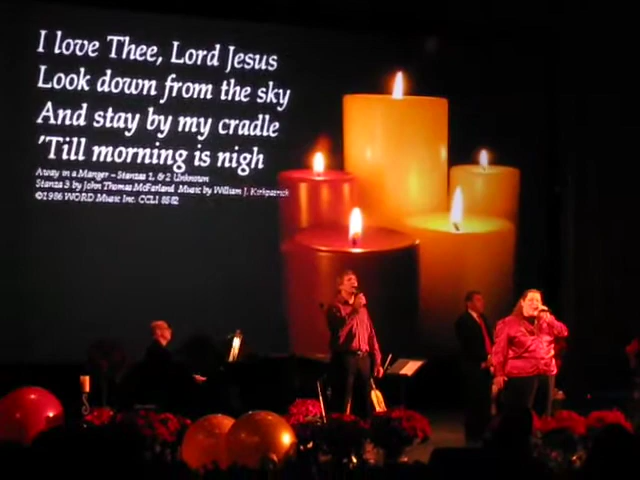 I love Thee, Lord Jesus
Look down from the sky
And stay by my cradle
'Till morning is nigh
Away in a Manger – Stanzas 1, & 2 Unknown
Stanza 3 by John Thomas McFarland Music by William J. Kirkpatrick
©1986 WORD Music Inc. CCLI 8582